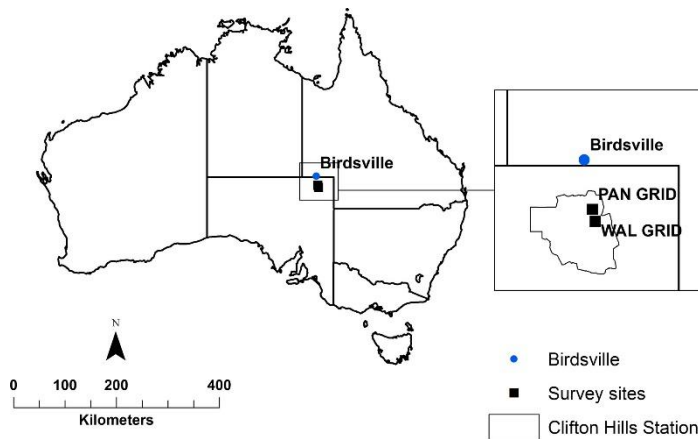 Birdsville
Birdsville
PAN GRID
WAL GRID
N
0 100 200 400
Kilometers
Birdsville
Survey sites
Clifton Hills Station